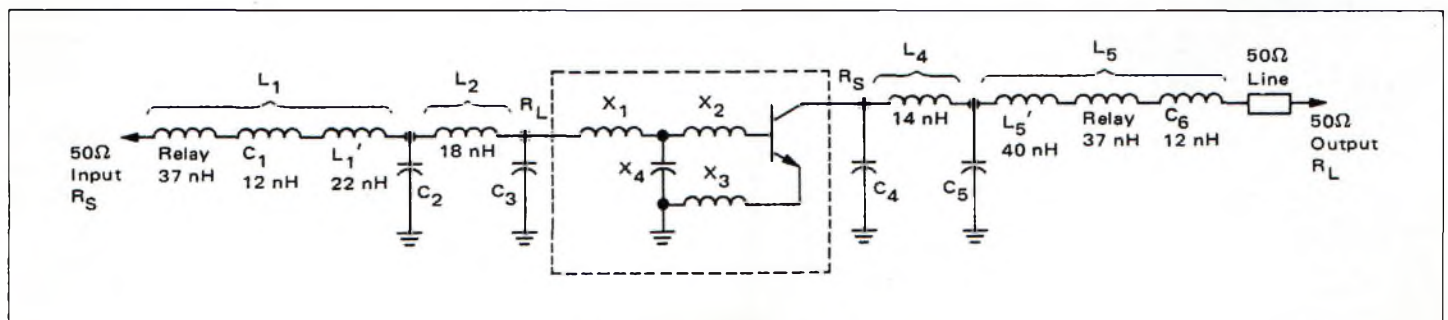 L1
L2
RL
X1
X2
RS
L4
L5
50Ω
Line
50Ω
Input
RS
Relay
37 nH
C1
12 nH
L1'
22 nH
C2
18 nH
C3
X4
X3
C4
14 nH
C5
L5'
40 nH
Relay
37 nH
C6
12 nH
50Ω
Output
RL